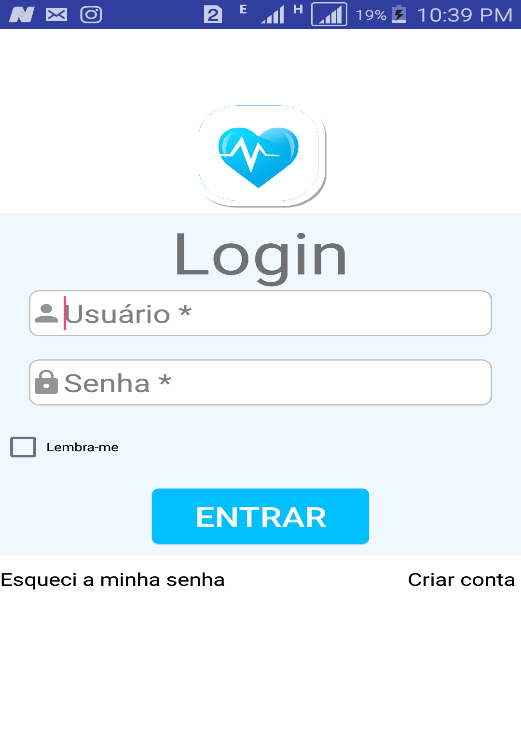 2 E H 19% 10:39 PM
Login
Usuário *
Senha *
Lembra-me
ENTRAR
Esqueci a minha senha Criar conta